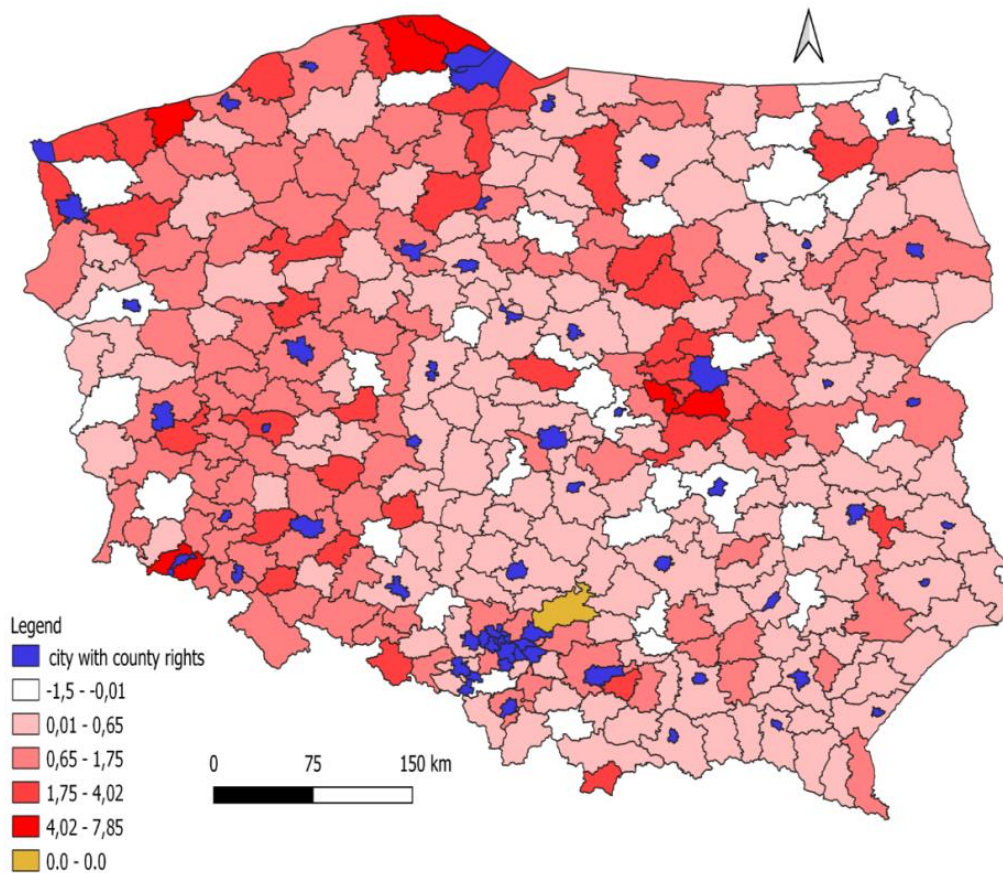 Legend
city with county rights
-1,5 - -0,01
0,01 - 0,65
0,65 - 1,75
1,75 - 4,02
4,02 - 7,85
0.0 - 0.0
0 75 150 km